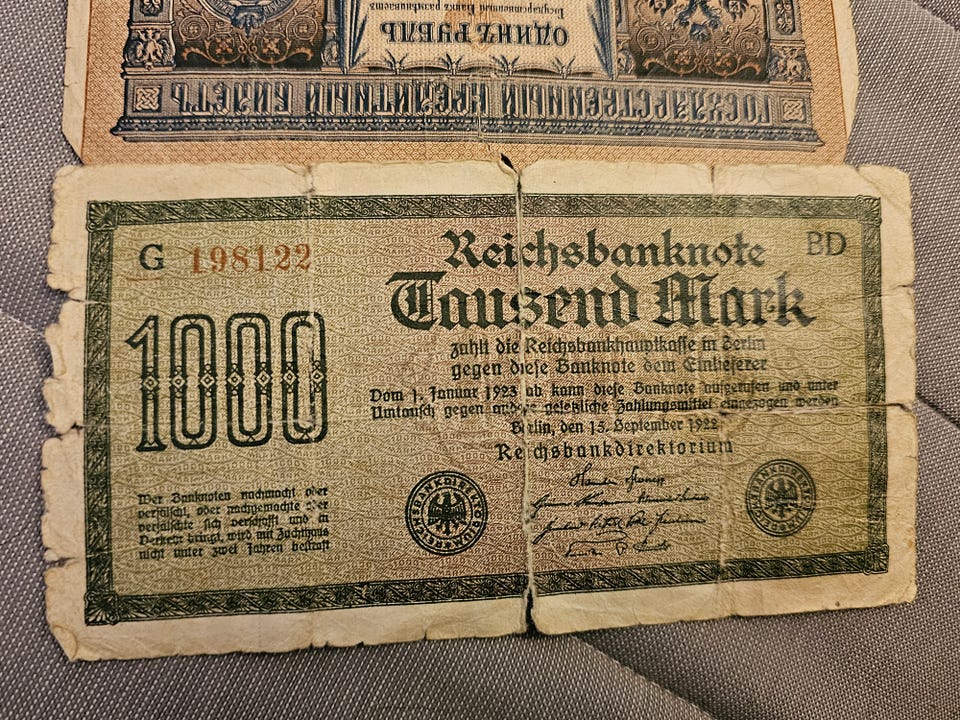 ОДИНЪ РУБЛЬ
ГОСУДАРСТВЕННЫЙ КРЕДИТНЫЙ БИЛЕТЪ
G 198122
BD
Reichsbanknote
Tausend Mark
1000
zahlt die Reichsbankhauptkasse in Berlin
gegen diese Banknote dem Einlieferer
Vom 1. Januar 1923 ab kann diese Banknote aufgerufen und unter
Umtausch gegen andere gesetzliche Zahlungsmittel eingezogen werden
Berlin, den 15. September 1922
Reichsbankdirektorium
Wer Banknoten nachmacht oder
verfälscht, oder nachgemachte oder
verfälschte sich verschafft und in
Verkehr bringt, wird mit Zuchthaus
nicht unter zwei Jahren bestraft
REICHSBANKDIREKTORIUM
REICHSBANKDIREKTORIUM